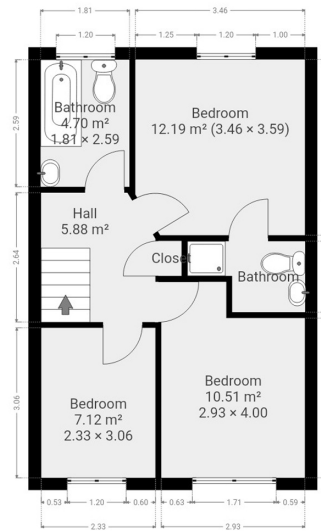 1.81
3.46
1.20
1.25
1.20
1.00
2.59
Bathroom
4.70 m²
1.81 × 2.59
Bedroom
12.19 m² (3.46 × 3.59)
Hall
5.88 m²
2.64
Closet
Bathroom
3.06
Bedroom
7.12 m²
2.33 × 3.06
Bedroom
10.51 m²
2.93 × 4.00
0.53
1.20
0.60
0.63
1.71
0.59
2.33
2.93